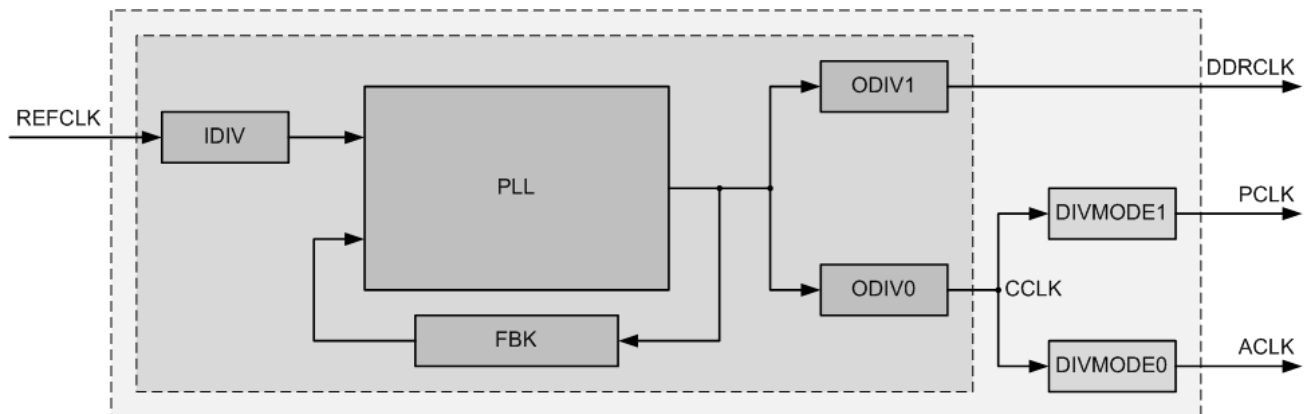 REFCLK
IDIV
PLL
FBK
ODIV1
ODIV0
DDRCLK
CCLK
DIVMODE1
PCLK
DIVMODE0
ACLK